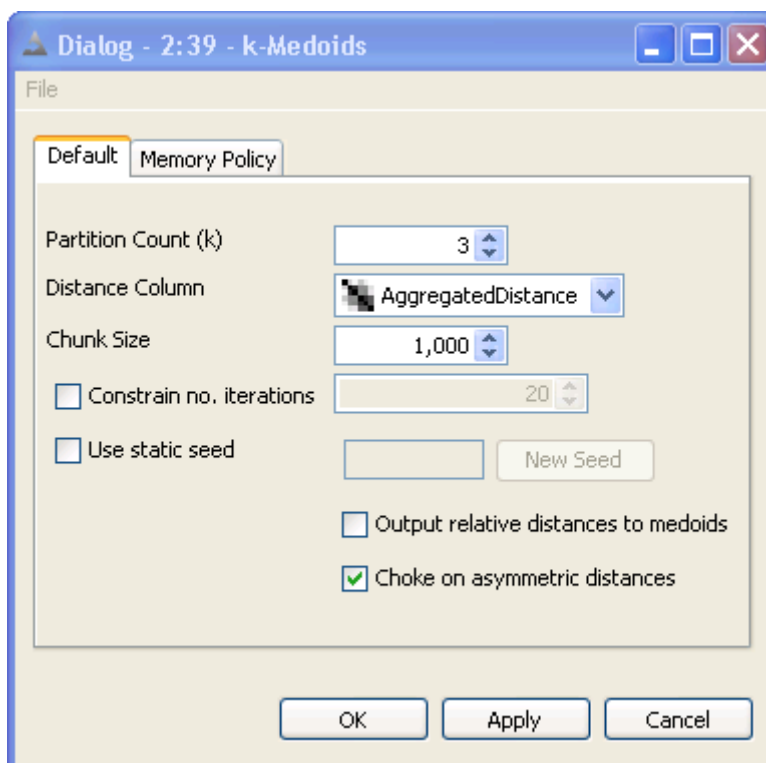 Dialog - 2:39 - k-Medoids
File
Default
Memory Policy
Partition Count (k)
3
Distance Column
AggregatedDistance
Chunk Size
1,000
Constrain no. iterations
20
Use static seed
New Seed
Output relative distances to medoids
Choke on asymmetric distances
OK
Apply
Cancel